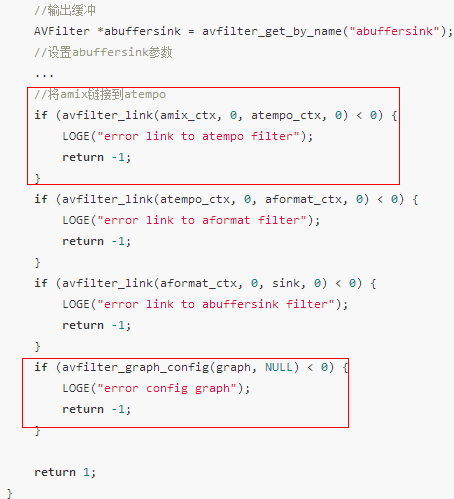 //输出缓冲
AVFilter *abuffersink = avfilter_get_by_name("abuffersink");
//设置abuffersink参数
...
//将amix链接到atempo
if (avfilter_link(amix_ctx, 0, atempo_ctx, 0) < 0) {
LOGE("error link to atempo filter");
return -1;
}
if (avfilter_link(atempo_ctx, 0, aformat_ctx, 0) < 0) {
LOGE("error link to aformat filter");
return -1;
}
if (avfilter_link(aformat_ctx, 0, sink, 0) < 0) {
LOGE("error link to abuffersink filter");
return -1;
}
if (avfilter_graph_config(graph, NULL) < 0) {
LOGE("error config graph");
return -1;
}
return 1;
}